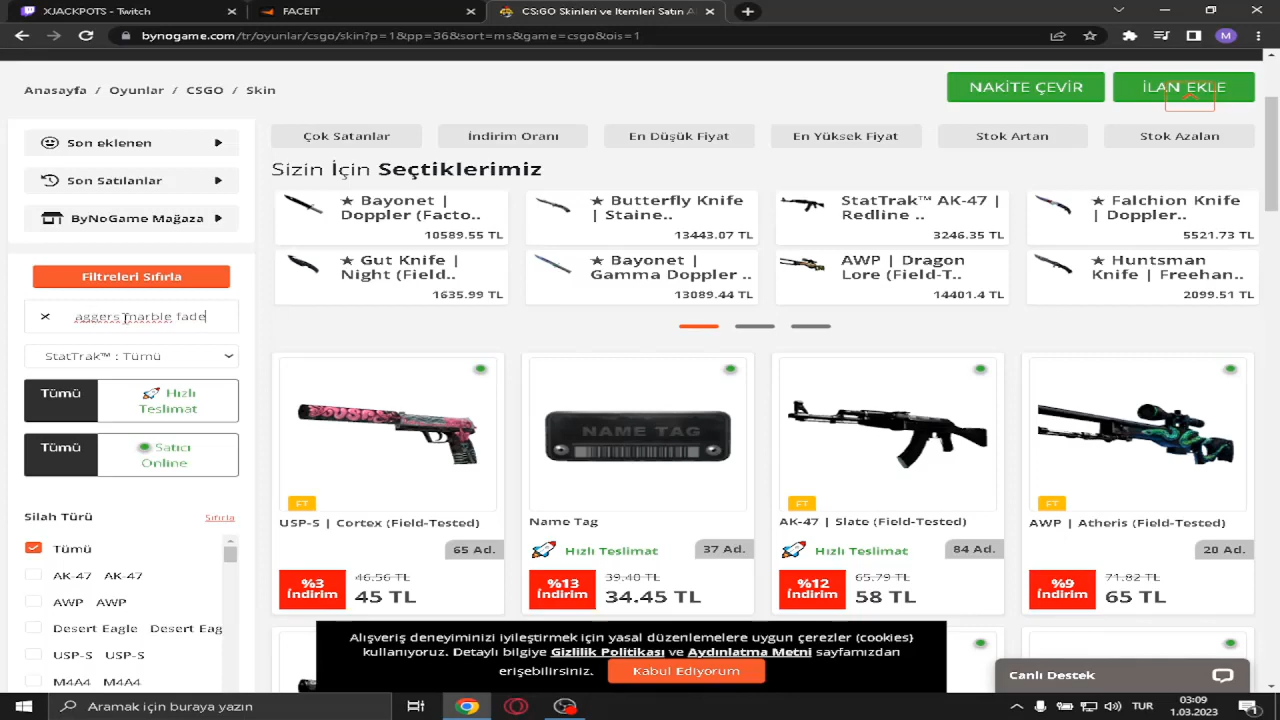 XJACKPOTS - Twitch
FACEIT
CS:GO Skinleri ve Itemleri Satın Al
bynogame.com/tr/oyunlar/csgo/skin?p=1&pp=36&sort=ms&game=csgo&ois=1
M
Anasayfa / Oyunlar / CSGO / Skin
NAKİTE ÇEVİR
İLAN EKLE
Son eklenen
Son Satılanlar
ByNoGame Mağaza
Çok Satanlar
İndirim Oranı
En Düşük Fiyat
En Yüksek Fiyat
Stok Artan
Stok Azalan
Sizin İçin Seçtiklerimiz
★ Bayonet |
Doppler (Facto..
10589.55 TL
★ Butterfly Knife
| Staine..
13443.07 TL
StatTrak™ AK-47 |
Redline ..
3246.35 TL
★ Falchion Knife
| Doppler..
5521.73 TL
★ Gut Knife |
Night (Field..
1635.99 TL
★ Bayonet |
Gamma Doppler ..
13089.44 TL
AWP | Dragon
Lore (Field-T..
14401.4 TL
★ Huntsman
Knife | Freehan..
2099.51 TL
Filtreleri Sıfırla
aggers marble fade
StatTrak™ : Tümü
Tümü
Hızlı
Teslimat
Tümü
Satıcı
Online
Silah Türü
Sıfırla
Tümü
AK-47 AK-47
AWP AWP
Desert Eagle Desert Eag
USP-S USP-S
M4A4 M4A4
FT
USP-S | Cortex (Field-Tested)
65 Ad.
%3
İndirim
46.56 TL
45 TL
NAME TAG
Name Tag
Hızlı Teslimat
37 Ad.
%13
İndirim
39.40 TL
34.45 TL
FT
AK-47 | Slate (Field-Tested)
Hızlı Teslimat
84 Ad.
%12
İndirim
65.79 TL
58 TL
FT
AWP | Atheris (Field-Tested)
20 Ad.
%9
İndirim
71.82 TL
65 TL
Alışveriş deneyiminizi iyileştirmek için yasal düzenlemelere uygun çerezler (cookies)
kullanıyoruz. Detaylı bilgiye Gizlilik Politikası ve Aydınlatma Metni sayfamızdan
erişebilirsiniz.
Kabul Ediyorum
Canlı Destek
Aramak için buraya yazın
TUR
03:09
1.03.2023
1